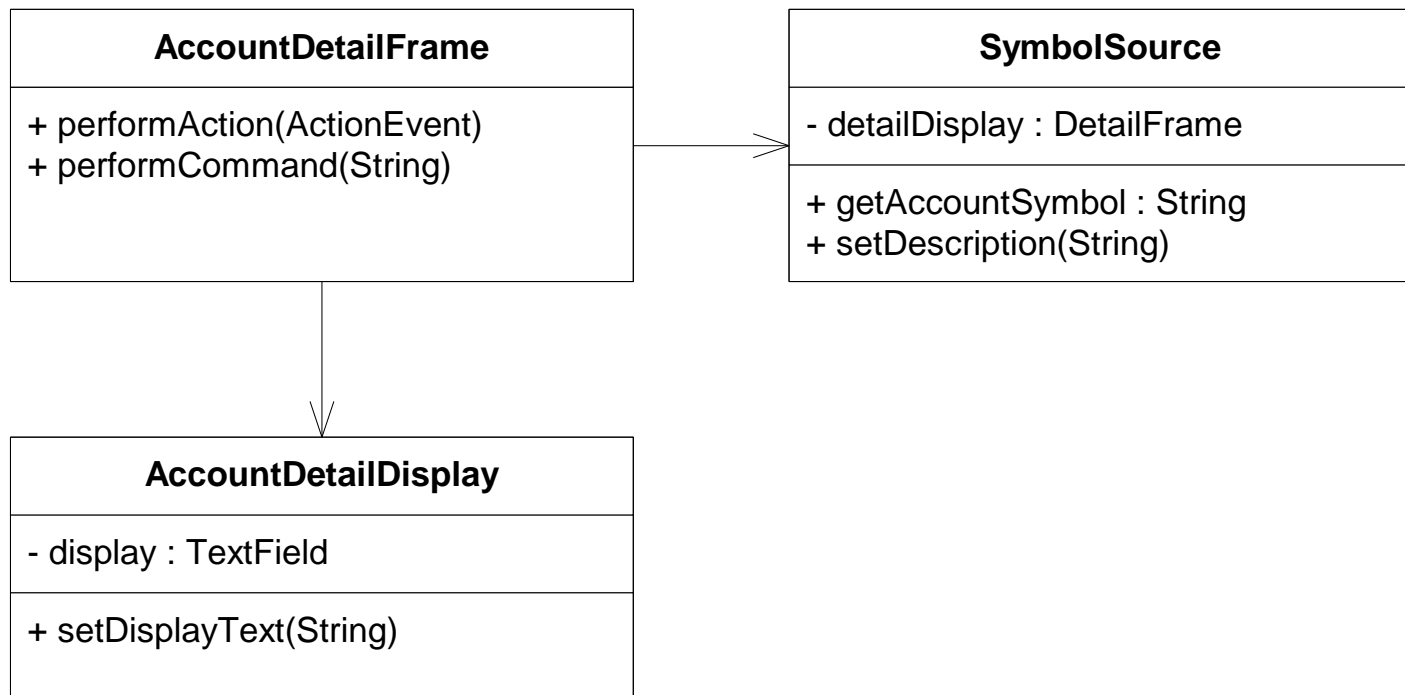 AccountDetailFrame
+ performAction(ActionEvent)
+ performCommand(String)
SymbolSource
- detailDisplay : DetailFrame
+ getAccountSymbol : String
+ setDescription(String)
AccountDetailDisplay
- display : TextField
+ setDisplayText(String)